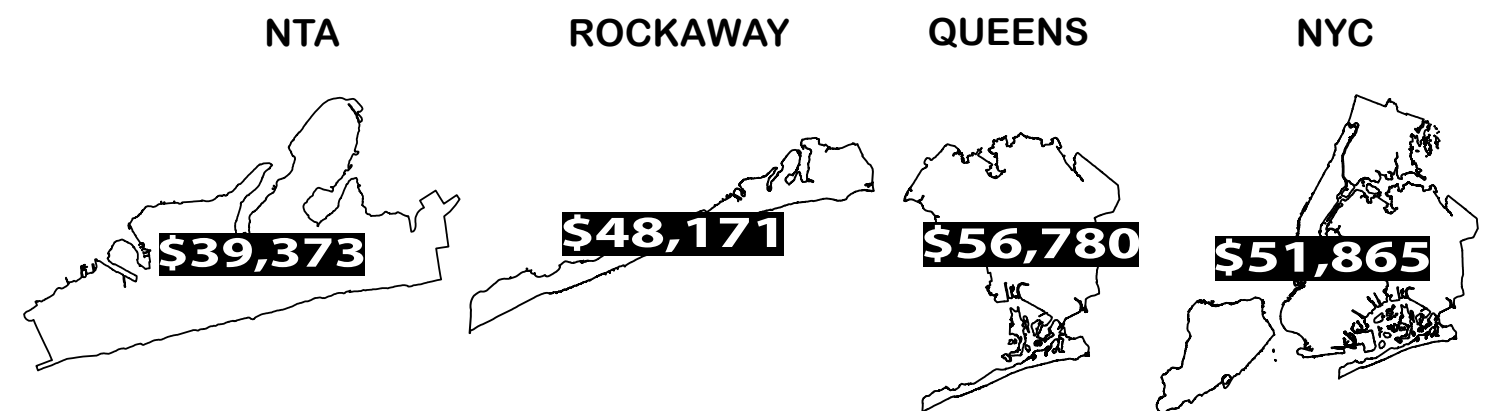 NTA
ROCKAWAY
QUEENS
NYC
$39,373
$48,171
$56,780
$51,865